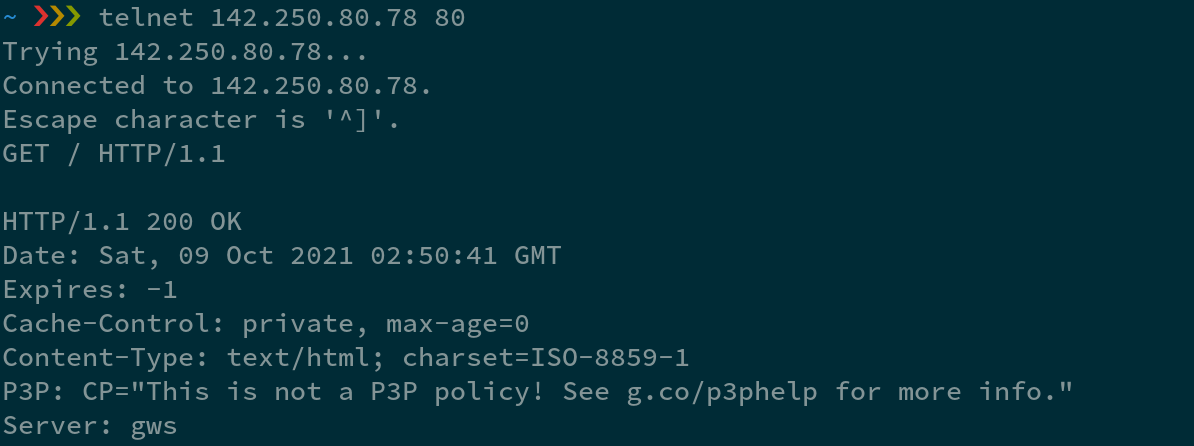 ~ ❯❯❯ telnet 142.250.80.78 80
Trying 142.250.80.78...
Connected to 142.250.80.78.
Escape character is '^]'.
GET / HTTP/1.1

HTTP/1.1 200 OK
Date: Sat, 09 Oct 2021 02:50:41 GMT
Expires: -1
Cache-Control: private, max-age=0
Content-Type: text/html; charset=ISO-8859-1
P3P: CP="This is not a P3P policy! See g.co/p3phelp for more info."
Server: gws